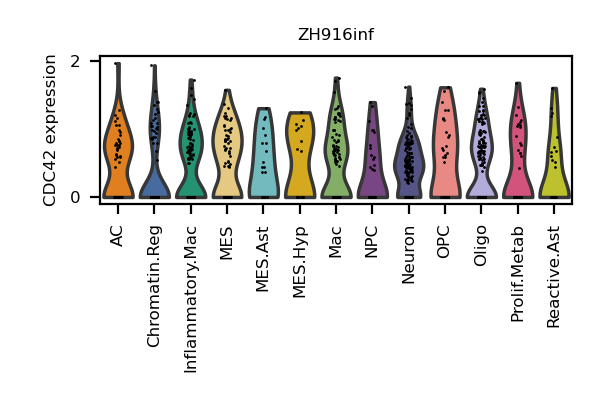 ZH916inf
CDC42 expression
2
0
AC
Chromatin.Reg
Inflammatory.Mac
MES
MES.Ast
MES.Hyp
Mac
NPC
Neuron
OPC
Oligo
Prolif.Metab
Reactive.Ast